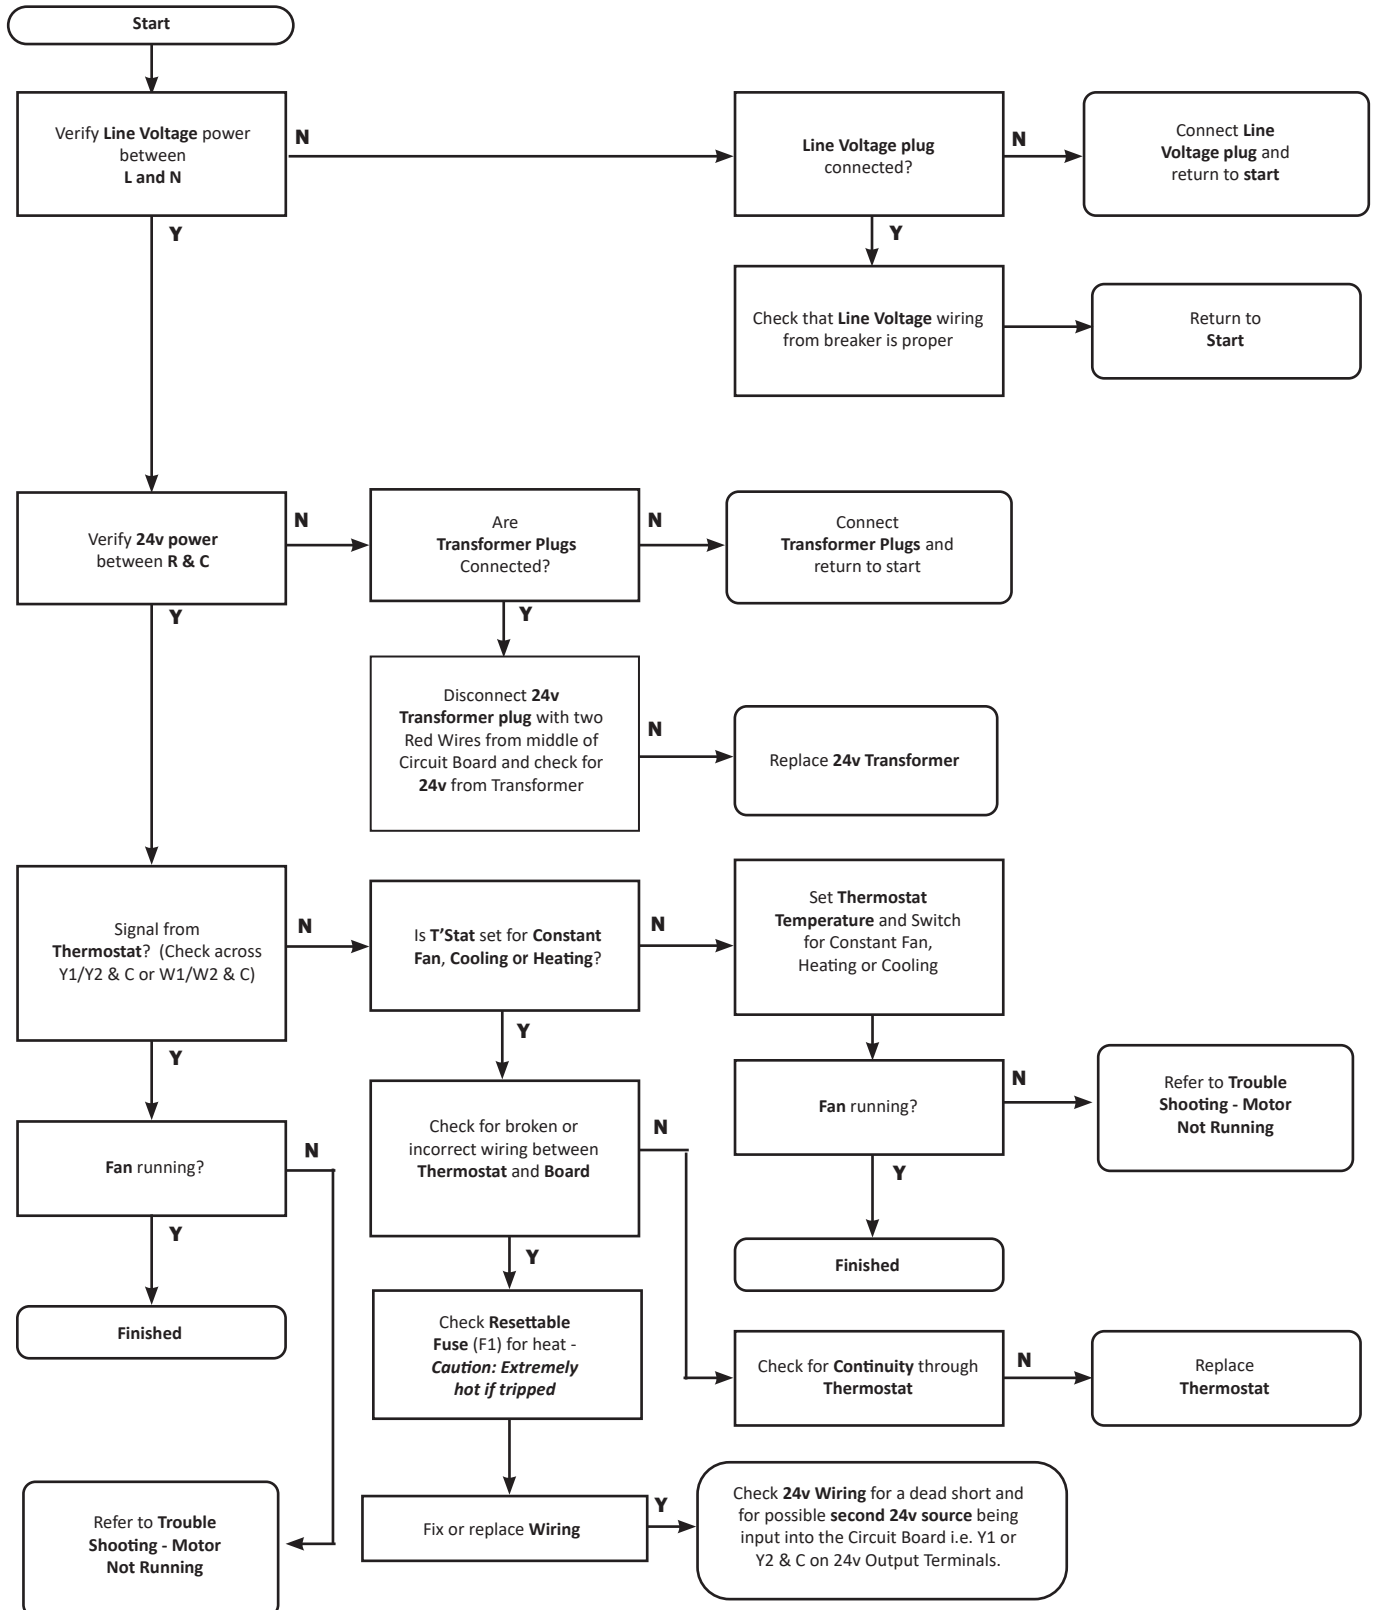 Start
Verify Line Voltage power
between
L and N
N
Line Voltage plug
connected?
N
Connect Line
Voltage plug and
return to start
Y
Y
Check that Line Voltage wiring
from breaker is proper
Return to
Start
Verify 24v power
between R & C
N
Are
Transformer Plugs
Connected?
N
Connect
Transformer Plugs and
return to start
Y
Y
Disconnect 24v
Transformer plug with two
Red Wires from middle of
Circuit Board and check for
24v from Transformer
N
Replace 24v Transformer
Signal from
Thermostat? (Check across
Y1/Y2 & C or W1/W2 & C)
N
Is T'Stat set for Constant
Fan, Cooling or Heating?
N
Set Thermostat
Temperature and Switch
for Constant Fan,
Heating or Cooling
Y
Y
Fan running?
N
Refer to Trouble
Shooting - Motor
Not Running
Y
Finished
Fan running?
N
Y
Finished
Refer to Trouble
Shooting - Motor
Not Running
Check for broken or
incorrect wiring between
Thermostat and Board
N
Y
Check Resettable
Fuse (F1) for heat -
Caution: Extremely
hot if tripped
Check for Continuity through
Thermostat
N
Replace
Thermostat
Fix or replace Wiring
Y
Check 24v Wiring for a dead short and
for possible second 24v source being
input into the Circuit Board i.e. Y1 or
Y2 & C on 24v Output Terminals.